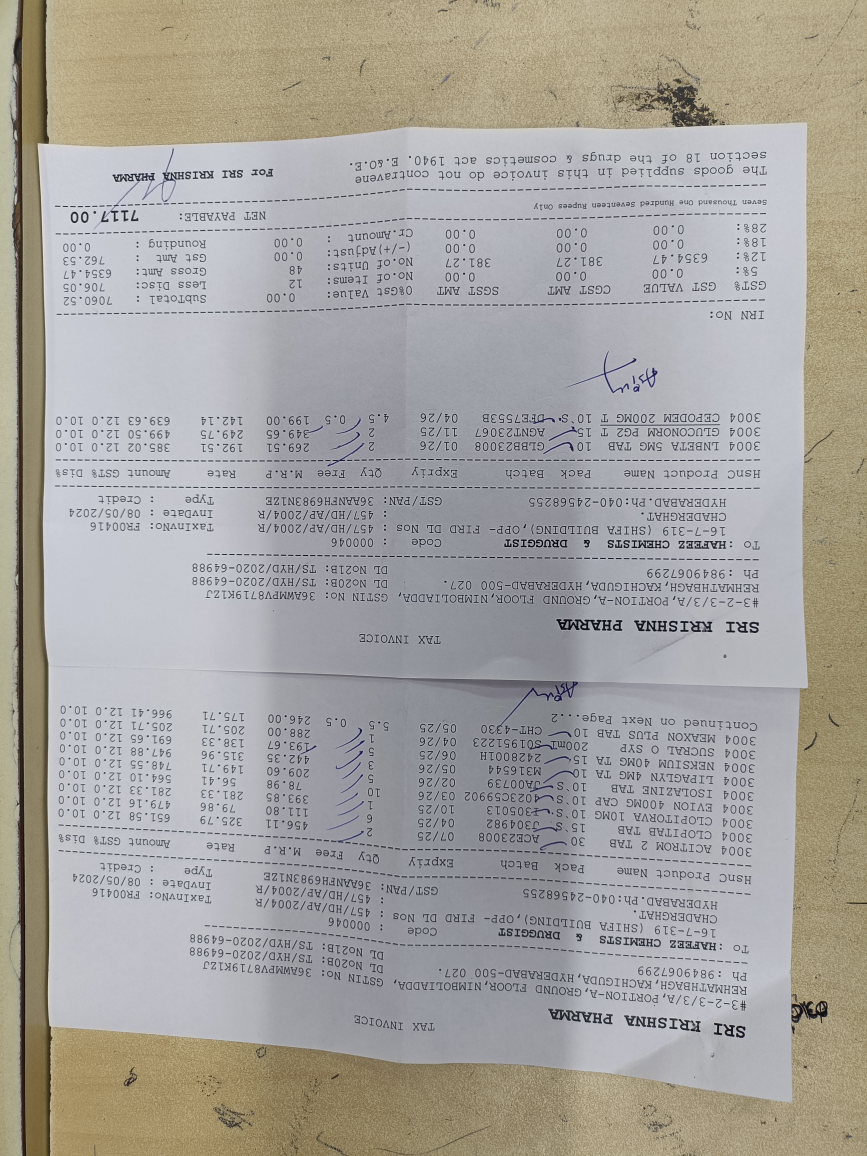 TAX INVOICE
SRI KRISHNA PHARMA
#3-2-3/3/A, PORTION-A, GROUND FLOOR,NIMBOLIADDA, GSTIN No: 36AWMPV8719K1ZJ
REHMATHBAGH,KACHIGUDA,HYDERABAD-500 027. DL No20B: TS/HYD/2020-64988
Ph :9849067299 DL No21B: TS/HYD/2020-64988
To :HAFEEZ CHEMISTS & DRUGGIST Code : 000046
16-7-319 (SHIFA BUILDING),OPP- FIRD DL Nos : 457/HD/AP/2004/R TaxInvNo: FR00416
CHADERGHAT. : 457/HD/AP/2004/R InvDate : 08/05/2024
HYDERABAD.Ph:040-24568255 GST/PAN: 36AANFH6983N1ZE Type : Credit
HsnC Product Name Pack Batch Expriy Qty Free M.R.P Rate Amount GST% Dis%
3004 ACITROM 2 TAB 30 ACB23008 07/25 2 456.11 325.79 651.58 12.0 10.0
3004 CLOPITAB TAB 15'S J304982 04/25 6 111.80 79.86 479.16 12.0 10.0
3004 CLOPITORVA 10MG 10'S I305013 10/25 1 393.85 281.33 281.33 12.0 10.0
3004 EVION 400MG CAP 10'S 402C3C59902 03/26 10 78.98 56.41 564.10 12.0 10.0
3004 ISOLAZINE TAB 10'S JA00739 02/26 5 209.60 149.71 748.55 12.0 10.0
3004 LIPAGLYN 4MG TA 10 M316544 05/26 3 442.35 315.96 947.88 12.0 10.0
3004 NEKSIUM 40MG TA 15 2428001H 06/25 5 193.67 138.33 691.65 12.0 10.0
3004 SUCRAL O SYP 200ml S01951223 04/26 1 288.00 205.71 205.71 12.0 10.0
3004 MEAXON PLUS TAB 10 CHT-4330 05/25 5.5 0.5 246.00 175.71 966.41 12.0 10.0
Continued on Next Page...2
TAX INVOICE
SRI KRISHNA PHARMA
#3-2-3/3/A, PORTION-A, GROUND FLOOR,NIMBOLIADDA, GSTIN No: 36AWMPV8719K1ZJ
REHMATHBAGH,KACHIGUDA,HYDERABAD-500 027. DL No20B: TS/HYD/2020-64988
Ph :9849067299 DL No21B: TS/HYD/2020-64988
To :HAFEEZ CHEMISTS & DRUGGIST Code : 000046
16-7-319 (SHIFA BUILDING),OPP- FIRD DL Nos : 457/HD/AP/2004/R TaxInvNo: FR00416
CHADERGHAT. : 457/HD/AP/2004/R InvDate : 08/05/2024
HYDERABAD.Ph:040-24568255 GST/PAN: 36AANFH6983N1ZE Type : Credit
HsnC Product Name Pack Batch Expriy Qty Free M.R.P Rate Amount GST% Dis%
3004 LNBETA 5MG TAB 10 GLBB23008 01/26 2 269.51 192.51 385.02 12.0 10.0
3004 GLUCONORM PG2 T 15 AGNT23067 11/25 2 349.65 249.75 499.50 12.0 10.0
3004 CEPODEM 200MG T 10'S DFE7553B 04/26 4.5 0.5 199.00 142.14 639.63 12.0 10.0
IRN No:
GST% GST VALUE CGST AMT SGST AMT 0%Gst Value: 0.00 SubTotal : 7060.52
5%: 0.00 0.00 0.00 No.of Items: 12 Less Disc: 706.05
12%: 6354.47 381.27 381.27 No.of Units: 48 Gross Amt: 6354.47
18%: 0.00 0.00 0.00 (-/+)Adjust: 0.00 Gst Amt : 762.53
28%: 0.00 0.00 0.00 Cr.Amount : 0.00 Rounding : 0.00
Seven Thousand One Hundred Seventeen Rupees Only NET PAYABLE: 7117.00
The goods supplied in this invoice do not contravene For SRI KRISHNA PHARMA
section 18 of the drugs & cosmetics act 1940. E.&O.E.